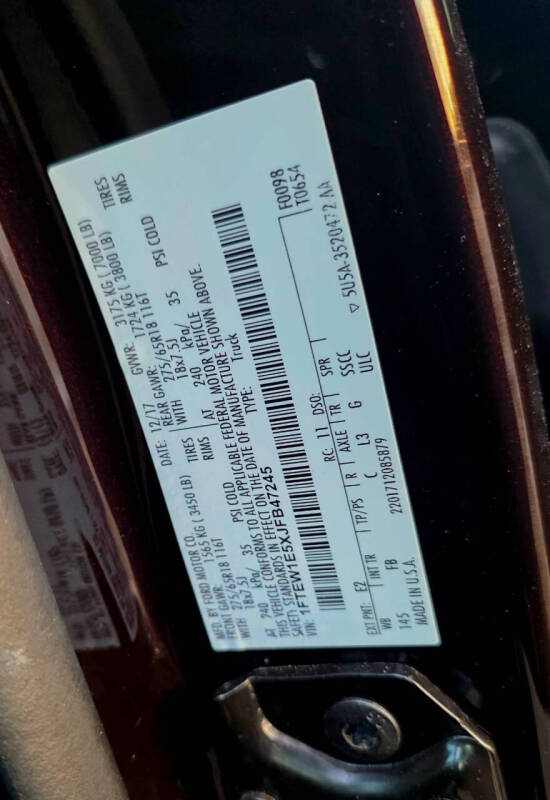 MFD. BY FORD MOTOR CO.
DATE: 12/17 GVWR: 3175 KG ( 7000 LB)
FRONT GAWR: 1565 KG ( 3450 LB) REAR GAWR: 1724 KG ( 3800 LB)
275/65R18 116T TIRES 275/65R18 116T TIRES
WITH 18x7.5J RIMS WITH 18x7.5J RIMS
AT 240 kPa/ 35 PSI COLD AT 240 kPa/ 35 PSI COLD
THIS VEHICLE CONFORMS TO ALL APPLICABLE FEDERAL MOTOR VEHICLE
SAFETY STANDARDS IN EFFECT ON THE DATE OF MANUFACTURE SHOWN ABOVE.
VIN: 1FTEW1E5XJFB47245
TYPE: Truck
F0098
T0654
EXT PNT: E2 RC: 11 DSO:
WB INT TR TP/PS R AXLE TR SPR
145 FB C L3 G SSCC
ULC
MADE IN U.S.A. 2201712085879
▽ 5U5A-3520472 AA